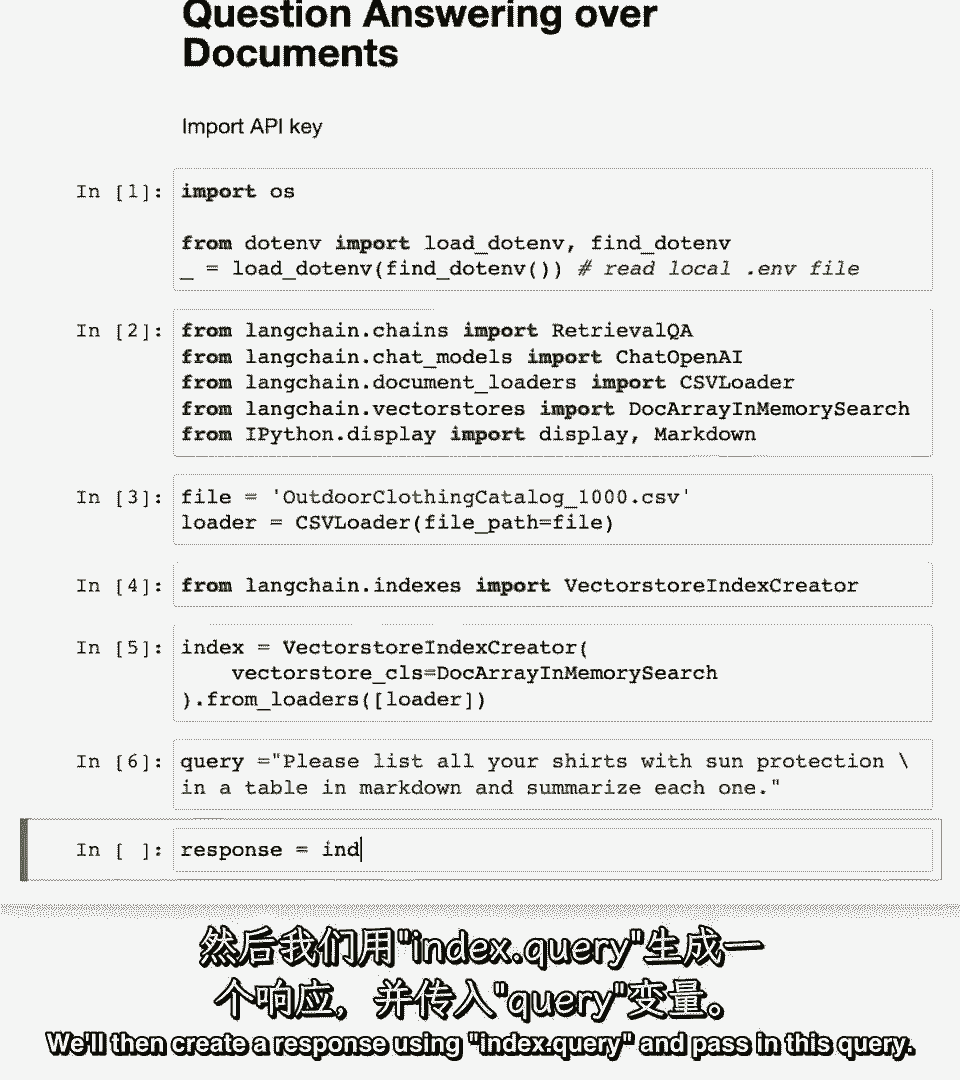 Question Answering over
Documents
Import API key
In [1]: import os
from dotenv import load_dotenv, find_dotenv
_ = load_dotenv(find_dotenv()) # read local .env file
In [2]: from langchain.chains import RetrievalQA
from langchain.chat_models import ChatOpenAI
from langchain.document_loaders import CSVLoader
from langchain.vectorstores import DocArrayInMemorySearch
from IPython.display import display, Markdown
In [3]: file = 'OutdoorClothingCatalog_1000.csv'
loader = CSVLoader(file_path=file)
In [4]: from langchain.indexes import VectorstoreIndexCreator
In [5]: index = VectorstoreIndexCreator(
    vectorstore_cls=DocArrayInMemorySearch
).from_loaders([loader])
In [6]: query ="Please list all your shirts with sun protection \
in a table in markdown and summarize each one."
In [ ]: response = ind
然后我们用"index.query"生成一
个响应，并传入"query"变量。
We'll then create a response using "index.query" and pass in this query.